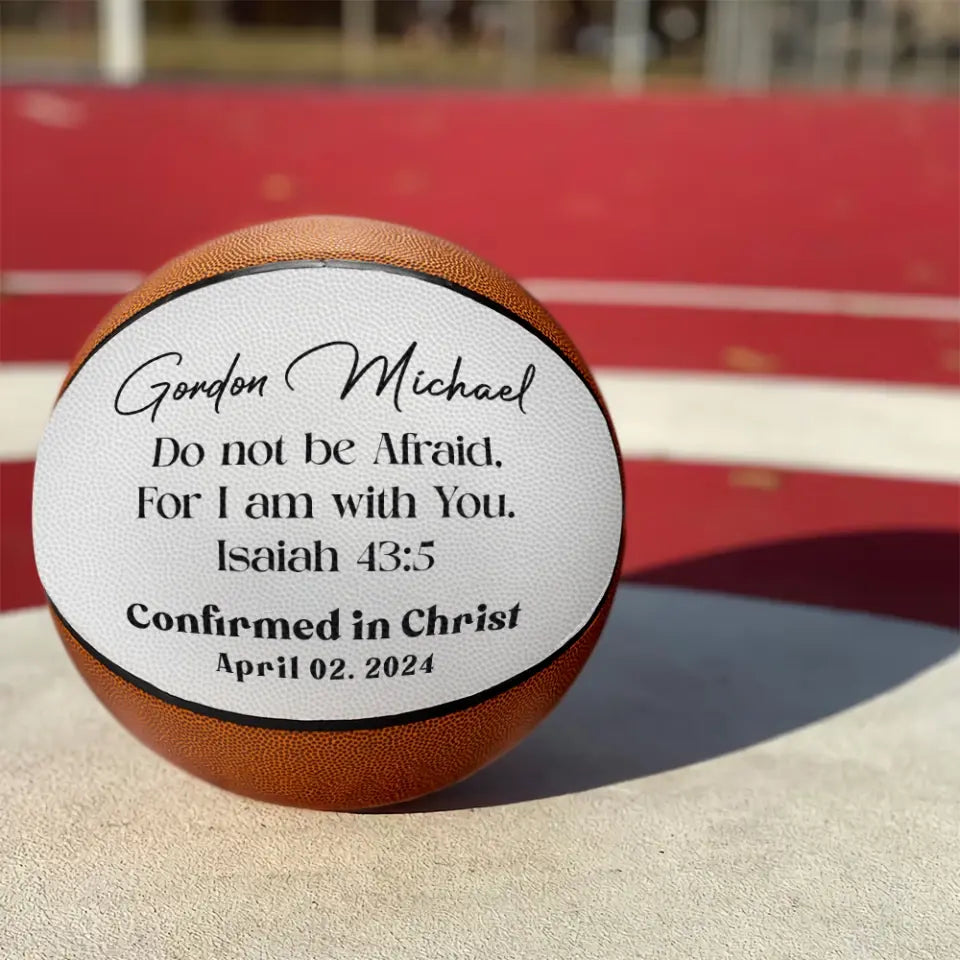 Gordon Michael
Do not be Afraid,
For I am with You.
Isaiah 43:5
Confirmed in Christ
April 02. 2024